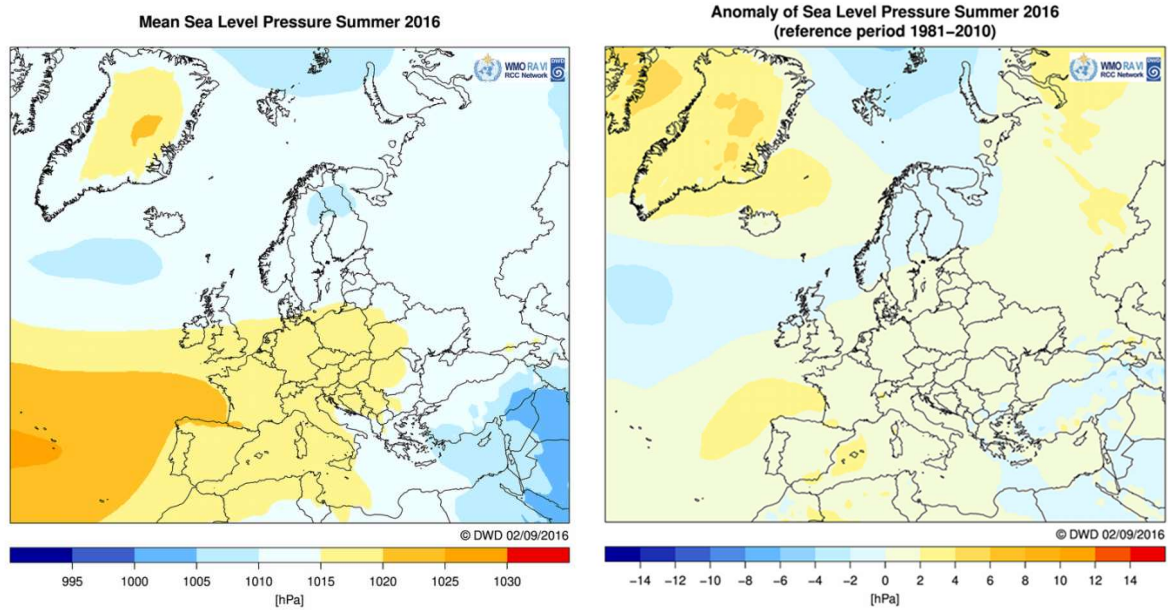 Mean Sea Level Pressure Summer 2016
WMO RA VI
RCC Network
DWD
© DWD 02/09/2016
995 1000 1005 1010 1015 1020 1025 1030
[hPa]
Anomaly of Sea Level Pressure Summer 2016
(reference period 1981−2010)
WMO RA VI
RCC Network
DWD
© DWD 02/09/2016
−14 −12 −10 −8 −6 −4 −2 0 2 4 6 8 10 12 14
[hPa]